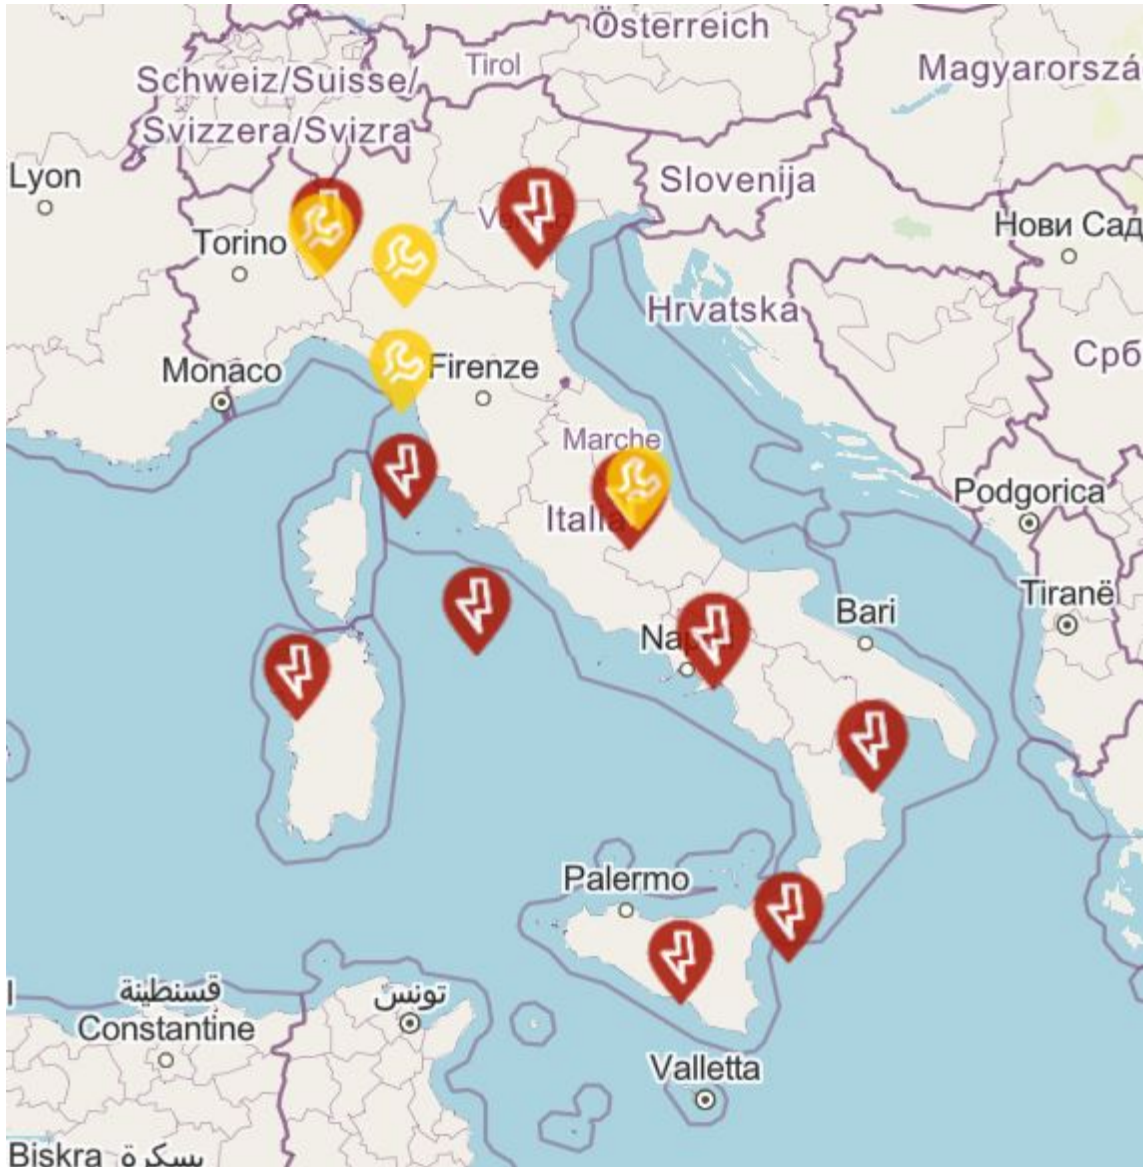 Österreich
Tirol
Magyarorszá
Schweiz/Suisse/
Svizzera/Svizra
Lyon
Slovenija
Torino
Нови Сад
Hrvatska
Срб
Monaco
Firenze
Marche
Podgorica
Italia
Tiranë
Bari
Palermo
قسنطينة
Constantine
تونس
Valletta
Biskra بسكرة